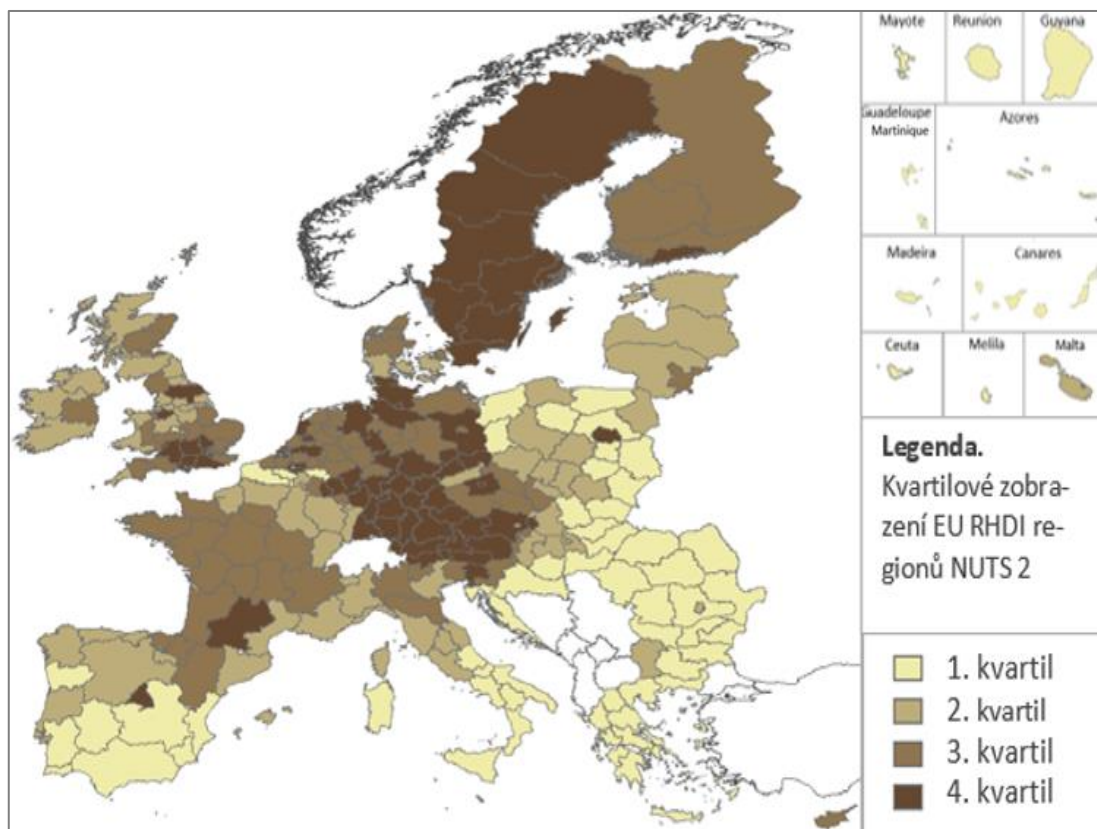 Mayote
Reunion
Guyana
Guadeloupe
Martinique
Azores
Madeira
Canares
Ceuta
Melila
Malta
Legenda.
Kvartilové zobra-
zení EU RHDI re-
gionů NUTS 2
1. kvartil
2. kvartil
3. kvartil
4. kvartil